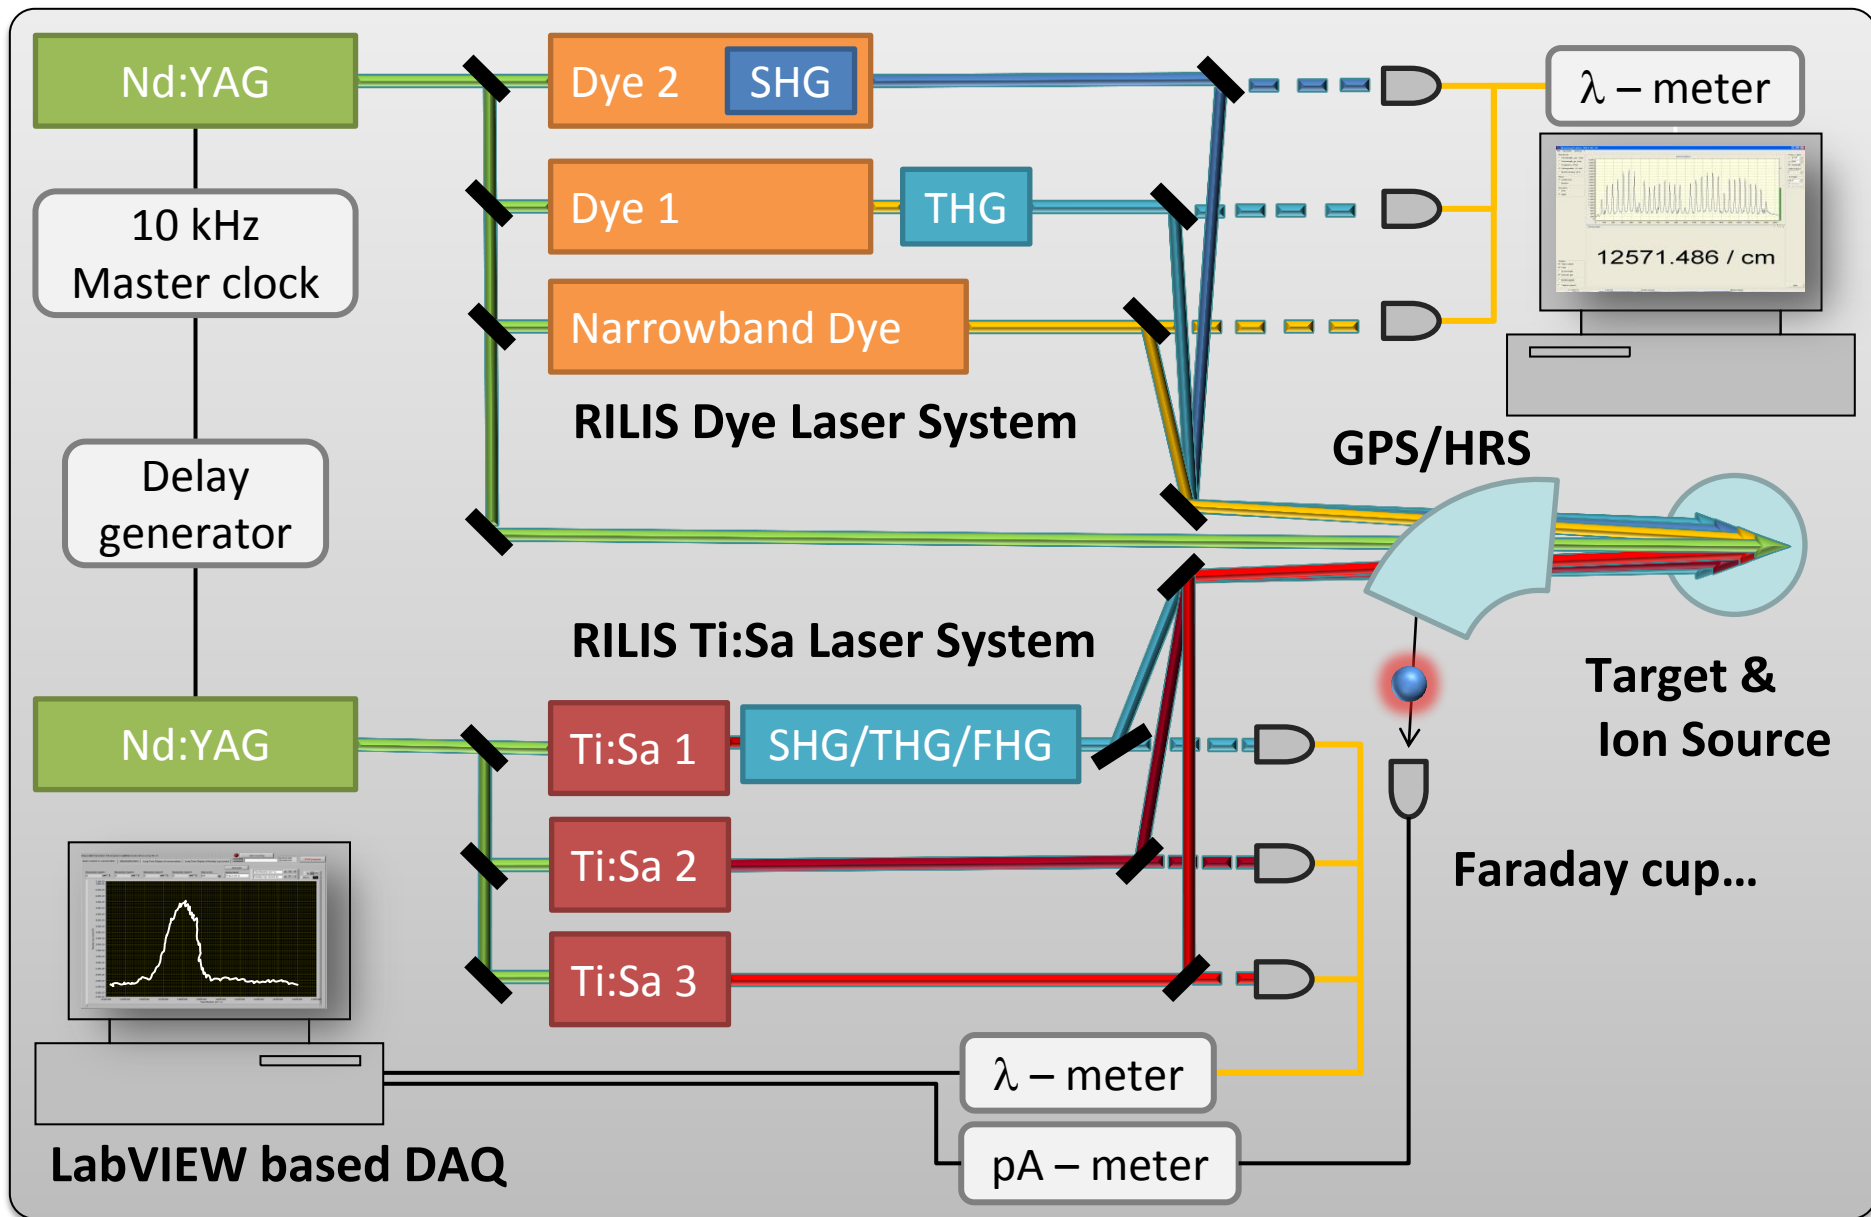 Nd:YAG
Dye 2
SHG
λ – meter
10 kHz
Master clock
Dye 1
THG
12571.486 / cm
Narrowband Dye
RILIS Dye Laser System
GPS/HRS
Delay
generator
RILIS Ti:Sa Laser System
Target &
Ion Source
Nd:YAG
Ti:Sa 1
SHG/THG/FHG
Ti:Sa 2
Faraday cup...
Ti:Sa 3
λ – meter
pA – meter
LabVIEW based DAQ